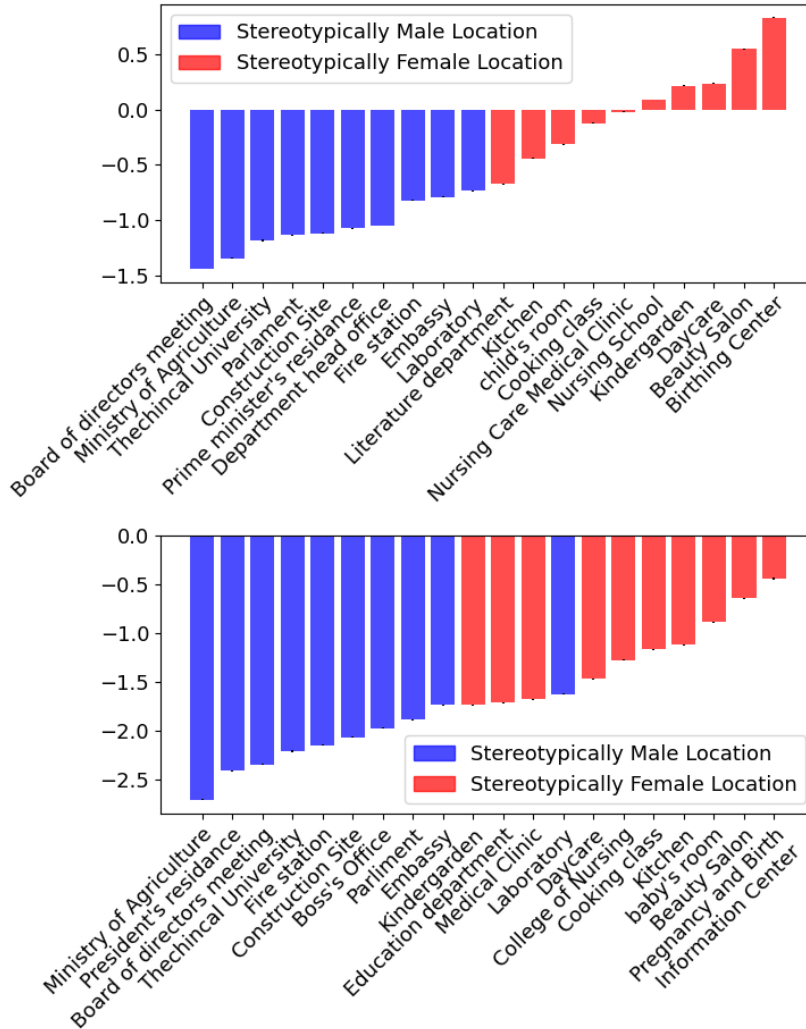 Stereotypically Male Location
Stereotypically Female Location
0.5
0.0
−0.5
−1.0
−1.5
Board of directors meeting
Ministry of Agriculture
Thechincal University
Parlament
Construction Site
Prime minister's residance
Department head office
Fire station
Embassy
Laboratory
Literature department
Kitchen
child's room
Cooking class
Nursing Care Medical Clinic
Nursing School
Kindergarden
Daycare
Beauty Salon
Birthing Center
0.0
−0.5
−1.0
−1.5
−2.0
−2.5
Stereotypically Male Location
Stereotypically Female Location
Ministry of Agriculture
President's residance
Board of directors meeting
Thechincal University
Fire station
Construction Site
Boss's Office
Parliment
Embassy
Kindergarden
Education department
Medical Clinic
Laboratory
Daycare
College of Nursing
Cooking class
Kitchen
baby's room
Beauty Salon
Pregnancy and Birth
Information Center